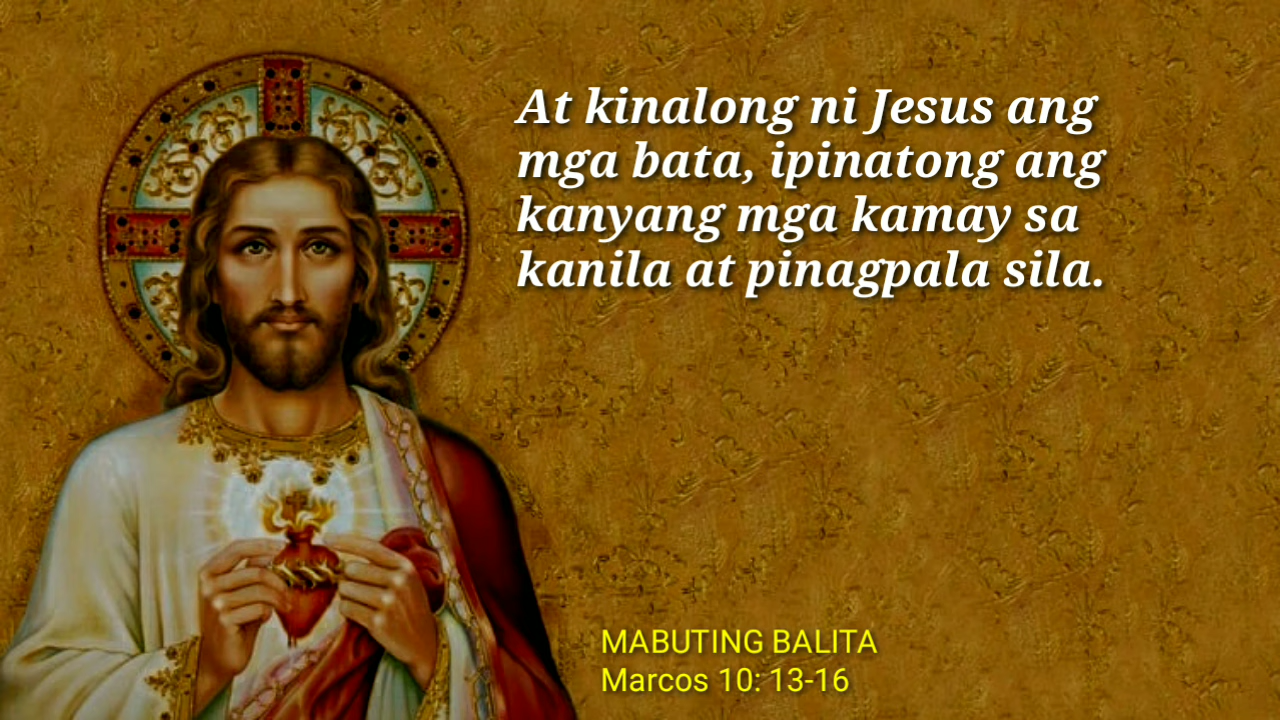 At kinalong ni Jesus ang
mga bata, ipinatong ang
kanyang mga kamay sa
kanila at pinagpala sila.
MABUTING BALITA
Marcos 10: 13-16